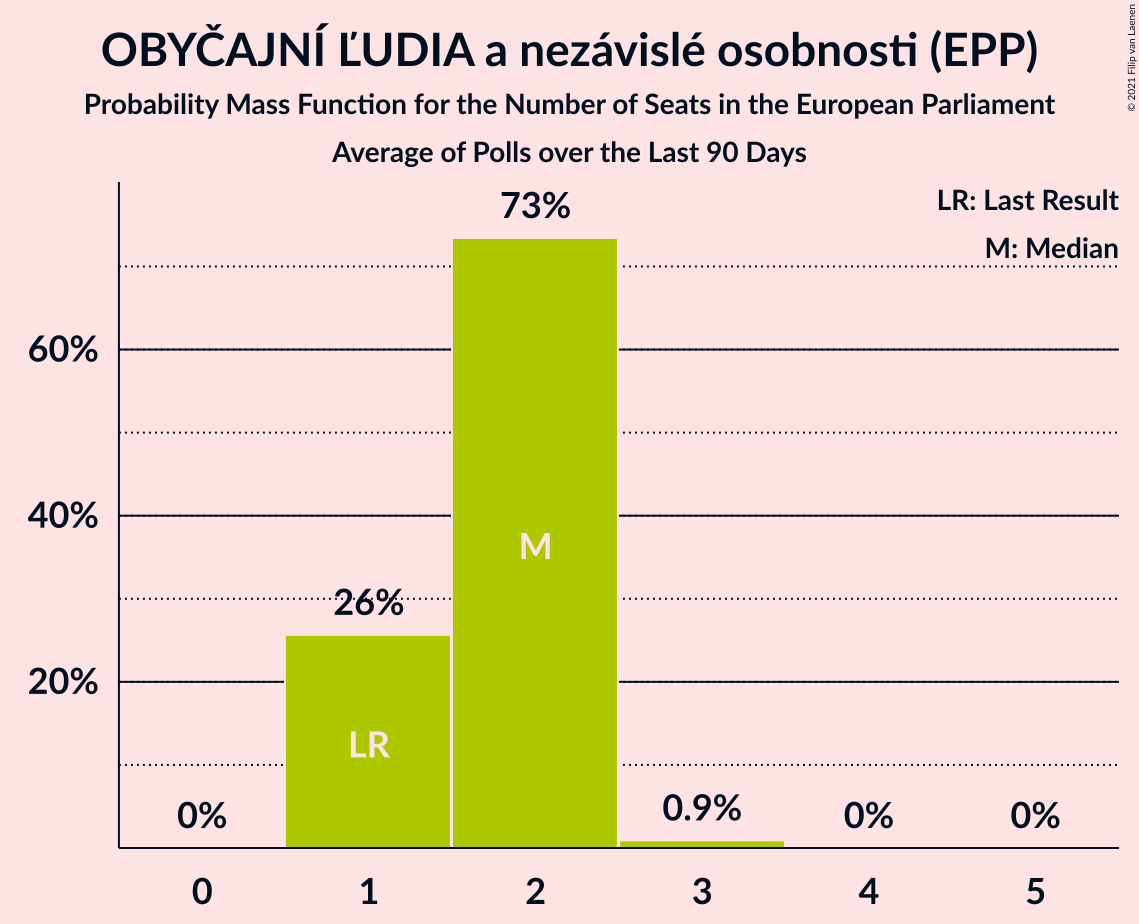 OBYČAJNÍ ĽUDIA a nezávislé osobnosti (EPP)
Probability Mass Function for the Number of Seats in the European Parliament
Average of Polls over the Last 90 Days
© 2021 Filip van Laenen
LR: Last Result
M: Median
73%
60%
M
40%
26%
20%
LR
0%
0.9%
0%
0%
0 1 2 3 4 5